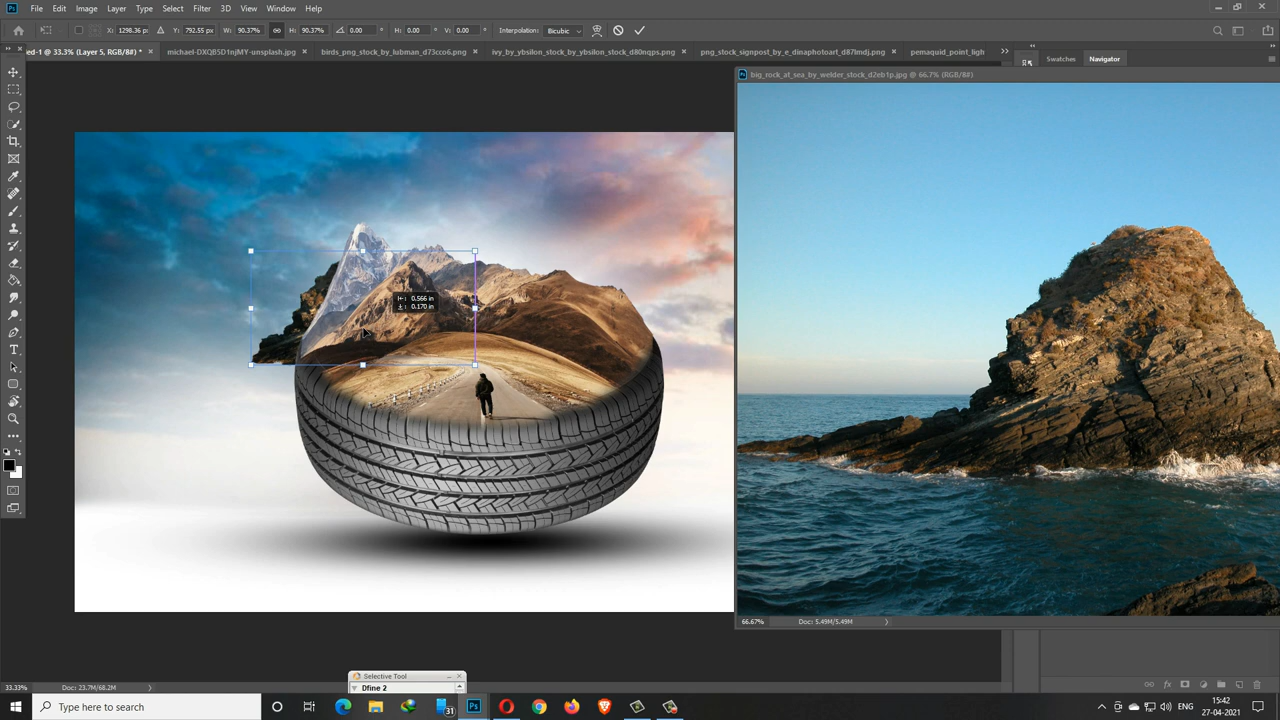 File Edit Image Layer Type Select Filter 3D View Window Help
X: 1298.36 px Y: 792.55 px W: 90.37% H: 90.37% 0.00 ° H: 0.00 ° V: 0.00 ° Interpolation: Bicubic
ed-1 @ 33.3% (Layer 5, RGB/8#) * × michael-DXQB5D1njMY-unsplash.jpg × birds_png_stock_by_lubman_d73cco6.png × ivy_by_ybsilon_stock_by_ybsilon_stock_d80nqps.png × png_stock_signpost_by_e_dinaphotoart_d87lmdj.png × pemaquid_point_ligh
Swatches Navigator
big_rock_at_sea_by_welder_stock_d2eb1p.jpg @ 66.7% (RGB/8#)
0.566 in
0.170 in
66.67% Doc: 5.49M/5.49M
Selective Tool
Dfine 2
33.33% Doc: 23.7M/68.2M
fx
Type here to search
31
Ps
ENG
15:42
27-04-2021